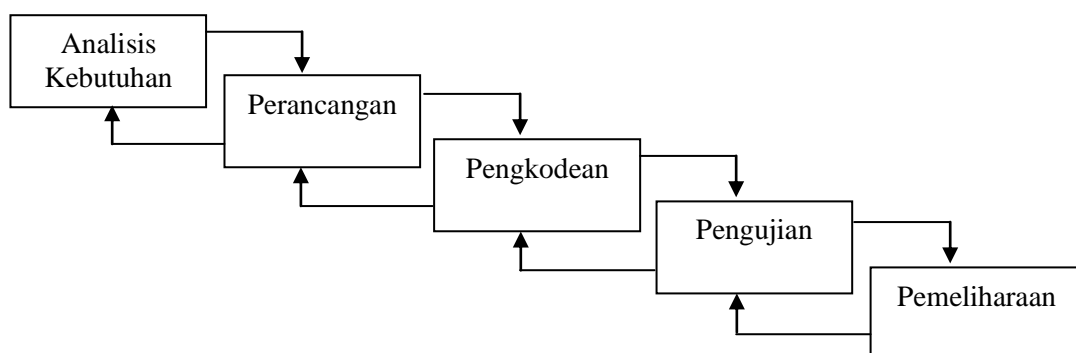 Analisis
Kebutuhan
Perancangan
Pengkodean
Pengujian
Pemeliharaan